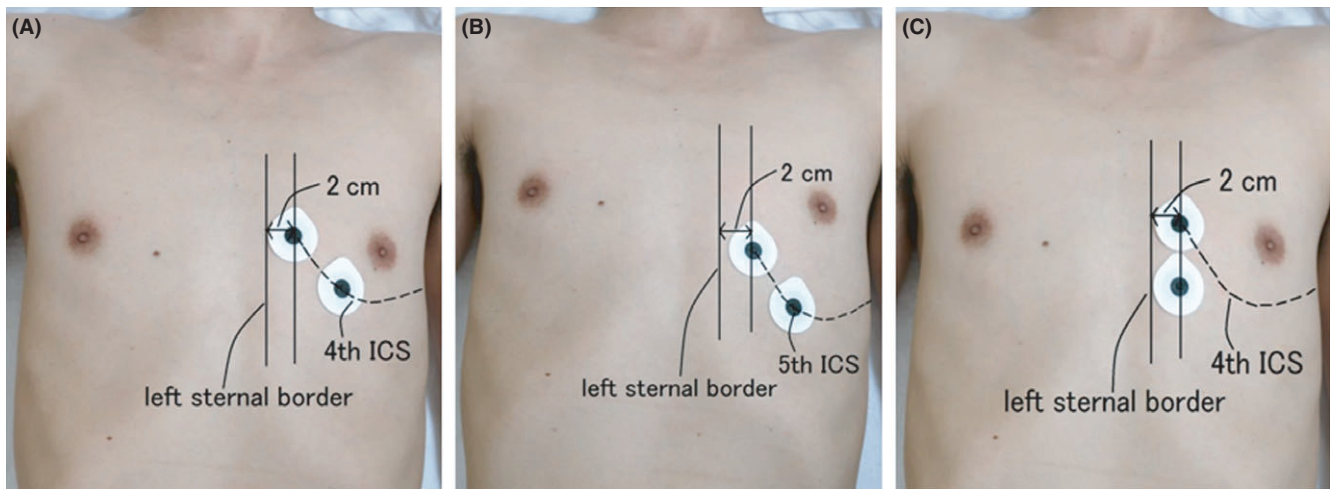 (A)
2 cm
4th ICS
left sternal border
(B)
2 cm
5th ICS
left sternal border
(C)
2 cm
4th ICS
left sternal border